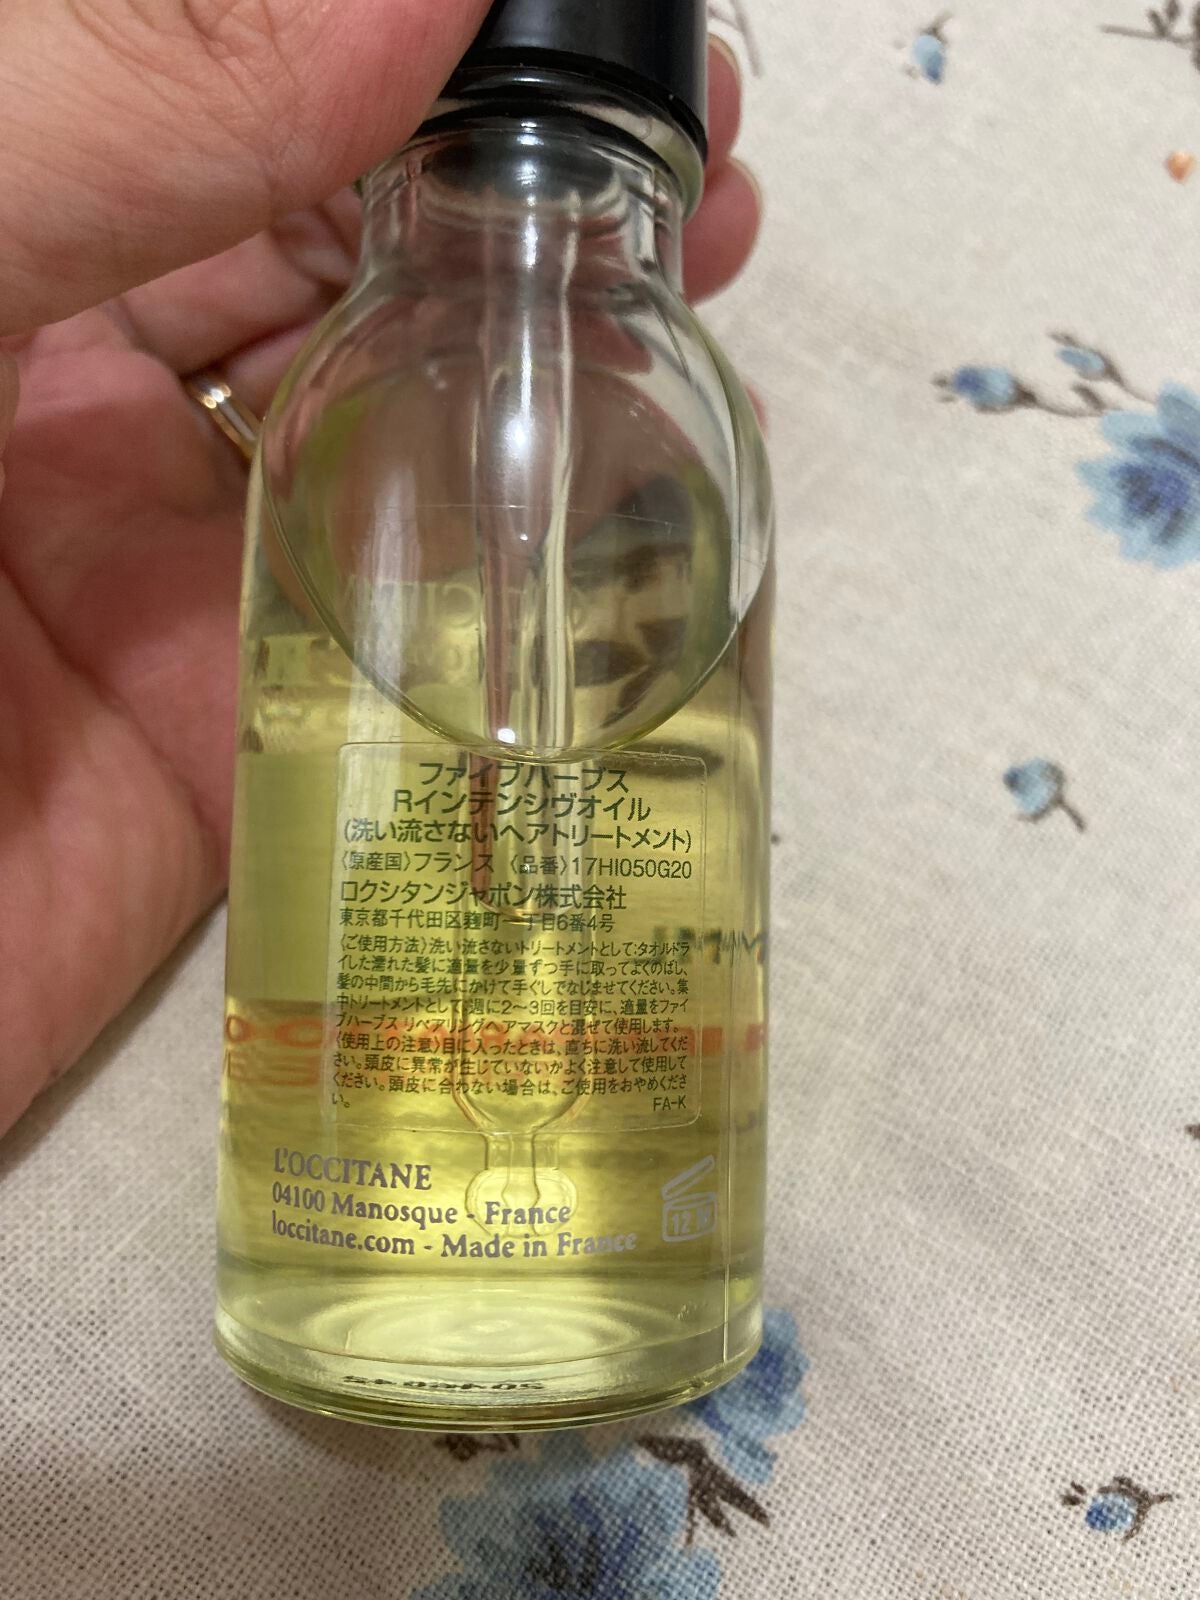 ファイブハーブス
Rインテンシヴオイル
(洗い流さないヘアトリートメント)
〈原産国〉フランス 〈品番〉17HI050G20
ロクシタンジャポン株式会社
東京都千代田区麹町一丁目6番4号
〈ご使用方法〉洗い流さないトリートメントとして:タオルドラ
イした濡れた髪に適量を少量ずつ手に取ってよくのばし、
髪の中間から毛先にかけて手ぐしでなじませてください。集
中トリートメントとして:週に2〜3回を目安に、適量をファイ
ブハーブス リペアリングヘアマスクと混ぜて使用します。
〈使用上の注意〉目に入ったときは、直ちに洗い流してくだ
さい。頭皮に異常が生じていないかよく注意して使用して
ください。頭皮に合わない場合は、ご使用をおやめくださ
い。 FA-K
L'OCCITANE
04100 Manosque - France
loccitane.com - Made in France
12 M